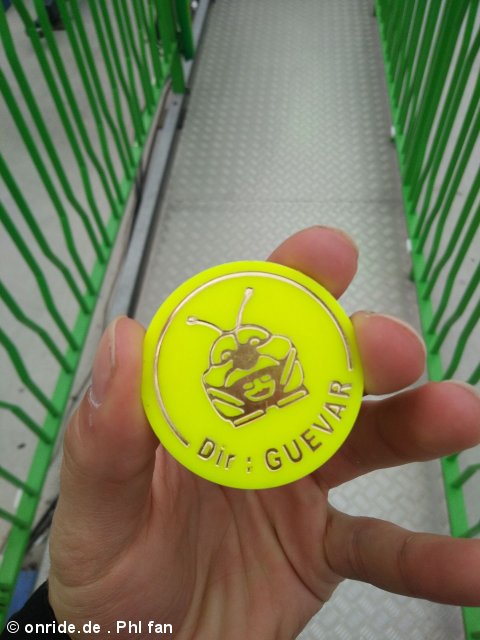 Dir : GUEVAR
© onride.de . Phl fan